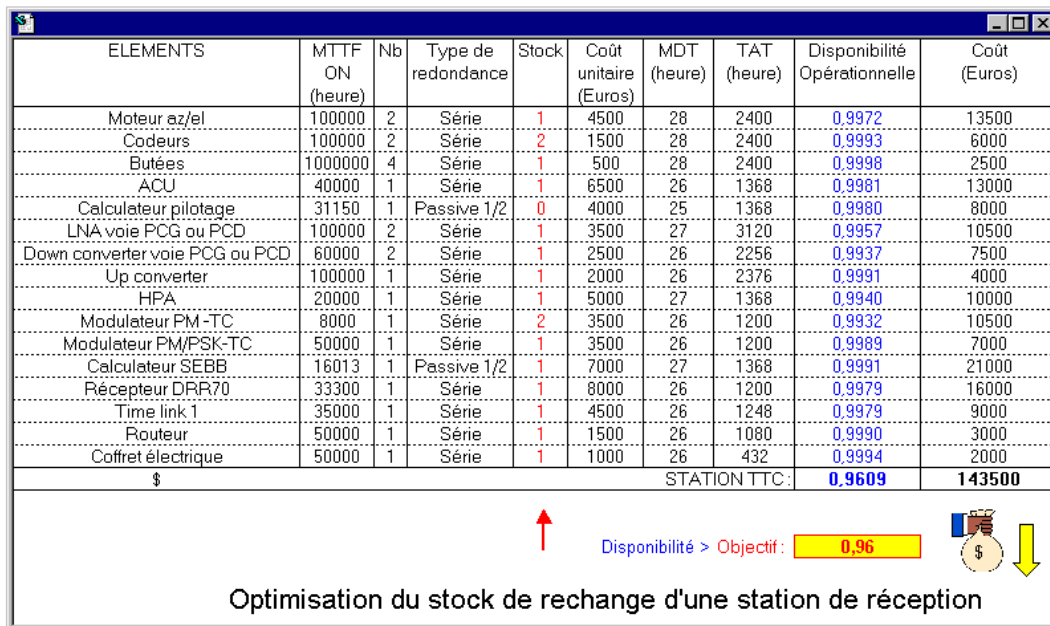 ELEMENTS MTTF Nb Type de Stock Coût MDT TAT Disponibilité Coût
ON redondance unitaire (heure) (heure) Opérationnelle (Euros)
(heure) (Euros)
Moteur az/el 100000 2 Série 1 4500 28 2400 0,9972 13500
Codeurs 100000 2 Série 2 1500 28 2400 0,9993 6000
Butées 1000000 4 Série 1 500 28 2400 0,9998 2500
ACU 40000 1 Série 1 6500 26 1368 0,9981 13000
Calculateur pilotage 31150 1 Passive 1/2 0 4000 25 1368 0,9980 8000
LNA voie PCG ou PCD 100000 2 Série 1 3500 27 3120 0,9957 10500
Down converter voie PCG ou PCD 60000 2 Série 1 2500 26 2256 0,9937 7500
Up converter 100000 1 Série 1 2000 26 2376 0,9991 4000
HPA 20000 1 Série 1 5000 27 1368 0,9940 10000
Modulateur PM-TC 8000 1 Série 2 3500 26 1200 0,9932 10500
Modulateur PM/PSK-TC 50000 1 Série 1 3500 26 1200 0,9989 7000
Calculateur SEBB 16013 1 Passive 1/2 1 7000 27 1368 0,9991 21000
Récepteur DRR70 33300 1 Série 1 8000 26 1200 0,9979 16000
Time link 1 35000 1 Série 1 4500 26 1248 0,9979 9000
Routeur 50000 1 Série 1 1500 26 1080 0,9990 3000
Coffret électrique 50000 1 Série 1 1000 26 432 0,9994 2000
$ STATION TTC: 0,9609 143500
Disponibilité > Objectif: 0,96 $
Optimisation du stock de rechange d'une station de réception